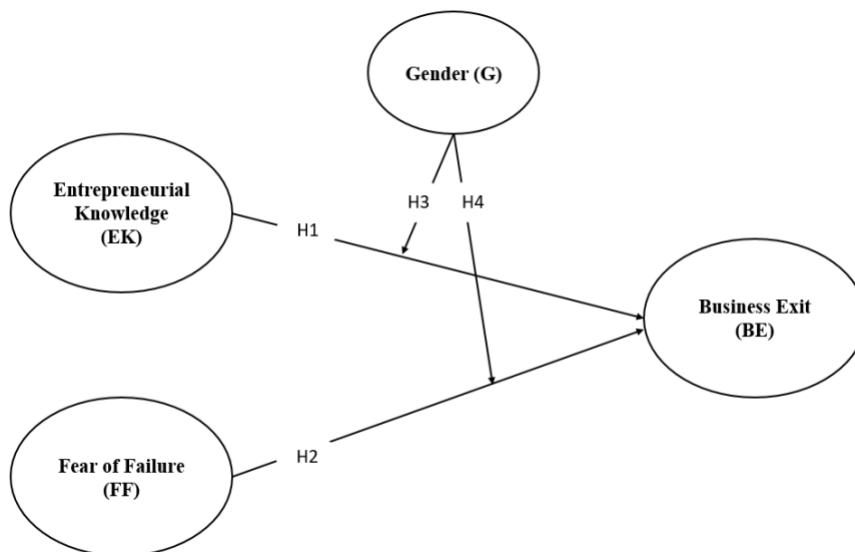 Gender (G)
Entrepreneurial
Knowledge
(EK)
H3
H4
H1
Business Exit
(BE)
H2
Fear of Failure
(FF)